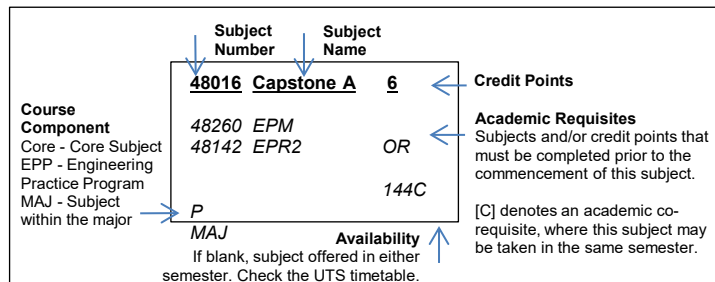 Subject Number
Subject Name
48016 Capstone A 6
Credit Points
48260 EPM
48142 EPR2 OR
144C
P
MAJ
Course Component
Core - Core Subject
EPP - Engineering
Practice Program
MAJ - Subject
within the major
Academic Requisites
Subjects and/or credit points that
must be completed prior to the
commencement of this subject.
[C] denotes an academic co-
requisite, where this subject may
be taken in the same semester.
Availability
If blank, subject offered in either
semester. Check the UTS timetable.